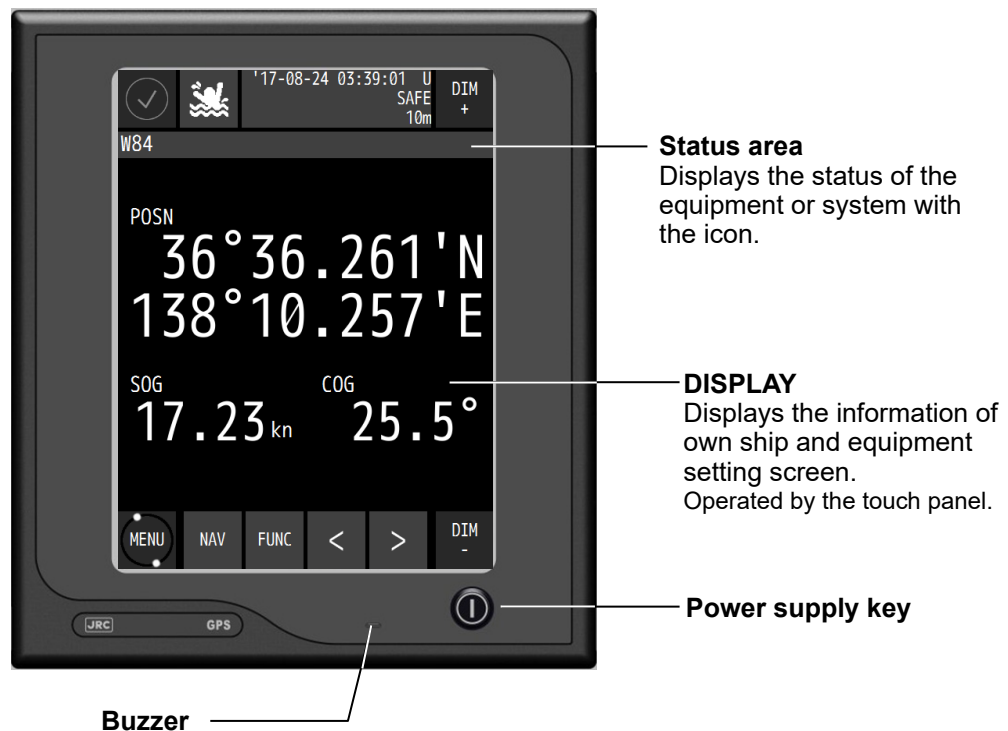 '17-08-24 03:39:01 U
SAFE
10m
DIM
+
W84
POSN
36°36.261'N
138°10.257'E
SOG
COG
17.23 kn
25.5°
MENU
NAV
FUNC
<
>
DIM
-
JRC
GPS
Status area
Displays the status of the
equipment or system with
the icon.
DISPLAY
Displays the information of
own ship and equipment
setting screen.
Operated by the touch panel.
Power supply key
Buzzer